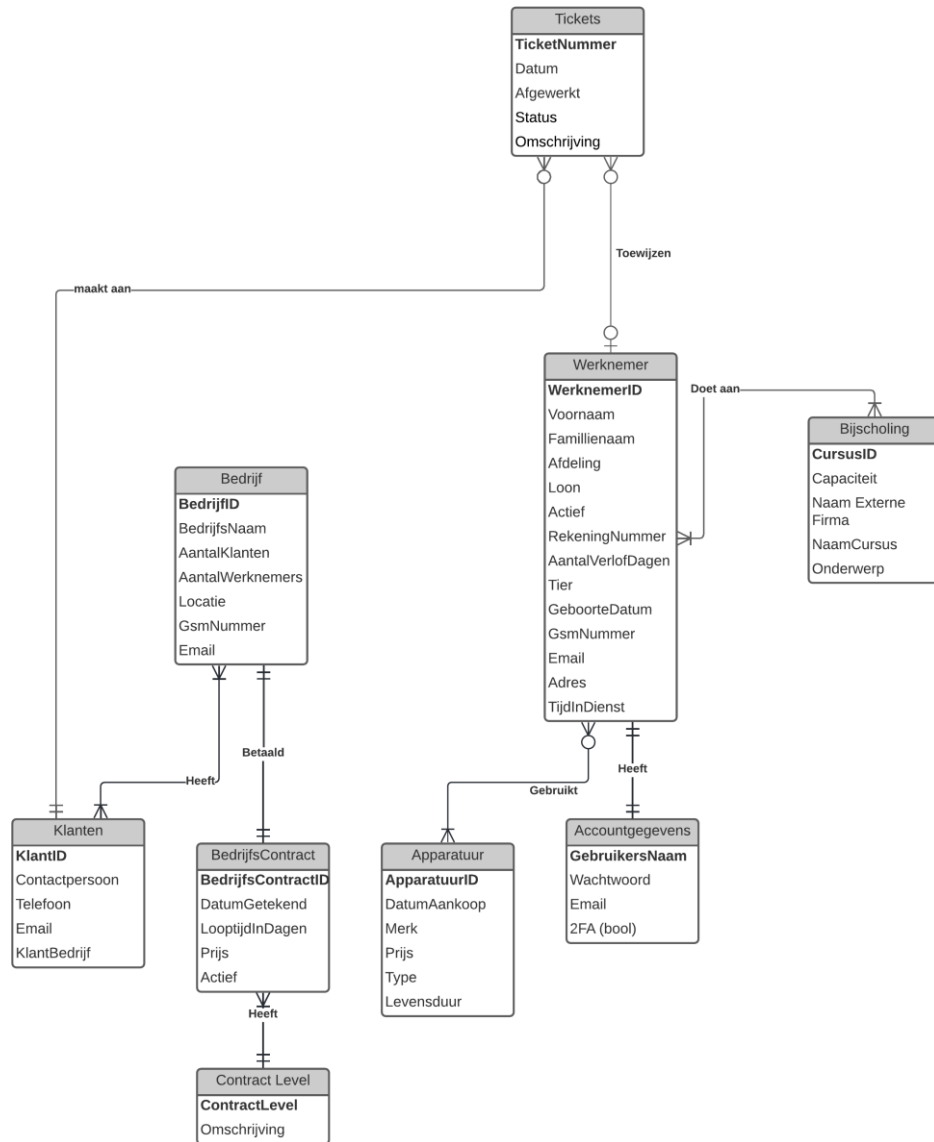 Tickets
TicketNummer
Datum
Afgewerkt
Status
Omschrijving
Toewijzen
maakt aan
Werknemer
WerknemerID
Voornaam
Famillienaam
Afdeling
Loon
Actief
RekeningNummer
AantalVerlofDagen
Tier
GeboorteDatum
GsmNummer
Email
Adres
TijdInDienst
Doet aan
Bijscholing
CursusID
Capaciteit
Naam Externe
Firma
NaamCursus
Onderwerp
Bedrijf
BedrijfID
BedrijfsNaam
AantalKlanten
AantalWerknemers
Locatie
GsmNummer
Email
Betaald
Heeft
Gebruikt
Heeft
Klanten
KlantID
Contactpersoon
Telefoon
Email
KlantBedrijf
BedrijfsContract
BedrijfsContractID
DatumGetekend
LooptijdInDagen
Prijs
Actief
Apparatuur
ApparatuurID
DatumAankoop
Merk
Prijs
Type
Levensduur
Accountgegevens
GebruikersNaam
Wachtwoord
Email
2FA (bool)
Heeft
Contract Level
ContractLevel
Omschrijving